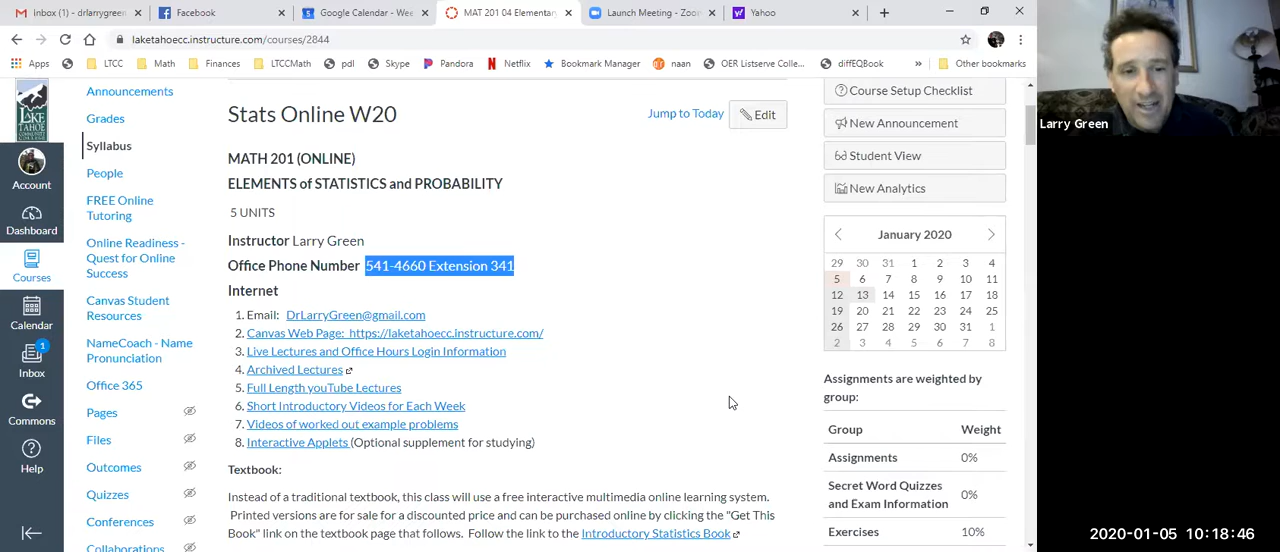 Inbox (1) - drlarrygreen
Facebook
Google Calendar - Wee
MAT 201 04 Elementary
Launch Meeting - Zoom
Yahoo
laketahoecc.instructure.com/courses/2844
Apps
LTCC
Math
Finances
LTCCMath
pdl
Skype
Pandora
Netflix
Bookmark Manager
naan
OER Listserve Colle...
diffEQBook
»
Other bookmarks
LAKE
TAHOE
Account
Dashboard
Courses
Calendar
1
Inbox
Commons
Help
Announcements
Grades
Syllabus
People
FREE Online
Tutoring
Online Readiness -
Quest for Online
Success
Canvas Student
Resources
NameCoach - Name
Pronunciation
Office 365
Pages
Files
Outcomes
Quizzes
Conferences
Collaborations
Stats Online W20
Jump to Today
Edit
MATH 201 (ONLINE)
ELEMENTS of STATISTICS and PROBABILITY
5 UNITS
Instructor Larry Green
Office Phone Number 541-4660 Extension 341
Internet
1. Email: DrLarryGreen@gmail.com
2. Canvas Web Page: https://laketahoecc.instructure.com/
3. Live Lectures and Office Hours Login Information
4. Archived Lectures
5. Full Length youTube Lectures
6. Short Introductory Videos for Each Week
7. Videos of worked out example problems
8. Interactive Applets (Optional supplement for studying)
Textbook:
Instead of a traditional textbook, this class will use a free interactive multimedia online learning system.
Printed versions are for sale for a discounted price and can be purchased online by clicking the "Get This
Book" link on the textbook page that follows. Follow the link to the Introductory Statistics Book
Course Setup Checklist
New Announcement
Student View
New Analytics
January 2020
29 30 31 1 2 3 4
5 6 7 8 9 10 11
12 13 14 15 16 17 18
19 20 21 22 23 24 25
26 27 28 29 30 31 1
2 3 4 5 6 7 8
Assignments are weighted by
group:
Group Weight
Assignments 0%
Secret Word Quizzes
and Exam Information 0%
Exercises 10%
Larry Green
2020-01-05 10:18:46